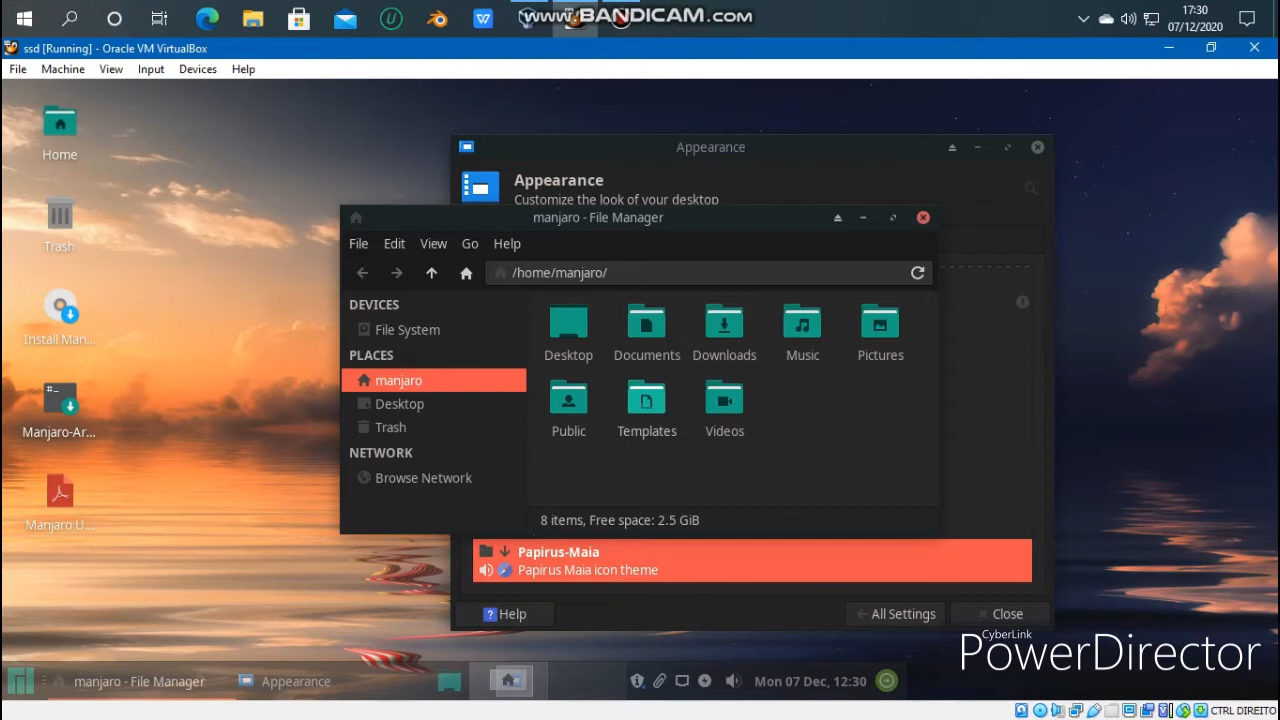 www.BANDICAM.com
17:30
07/12/2020
ssd [Running] - Oracle VM VirtualBox
File Machine View Input Devices Help
Home
Trash
Install Man...
Manjaro-Ar...
Manjaro U...
Appearance
Appearance
Customize the look of your desktop
manjaro - File Manager
File Edit View Go Help
/home/manjaro/
DEVICES
File System
PLACES
manjaro
Desktop
Trash
NETWORK
Browse Network
Desktop Documents Downloads Music Pictures
Public Templates Videos
8 items, Free space: 2.5 GiB
Papirus-Maia
Papirus Maia icon theme
Help All Settings Close
CyberLink
PowerDirector
manjaro - File Manager Appearance Mon 07 Dec, 12:30
CTRL DIREITO